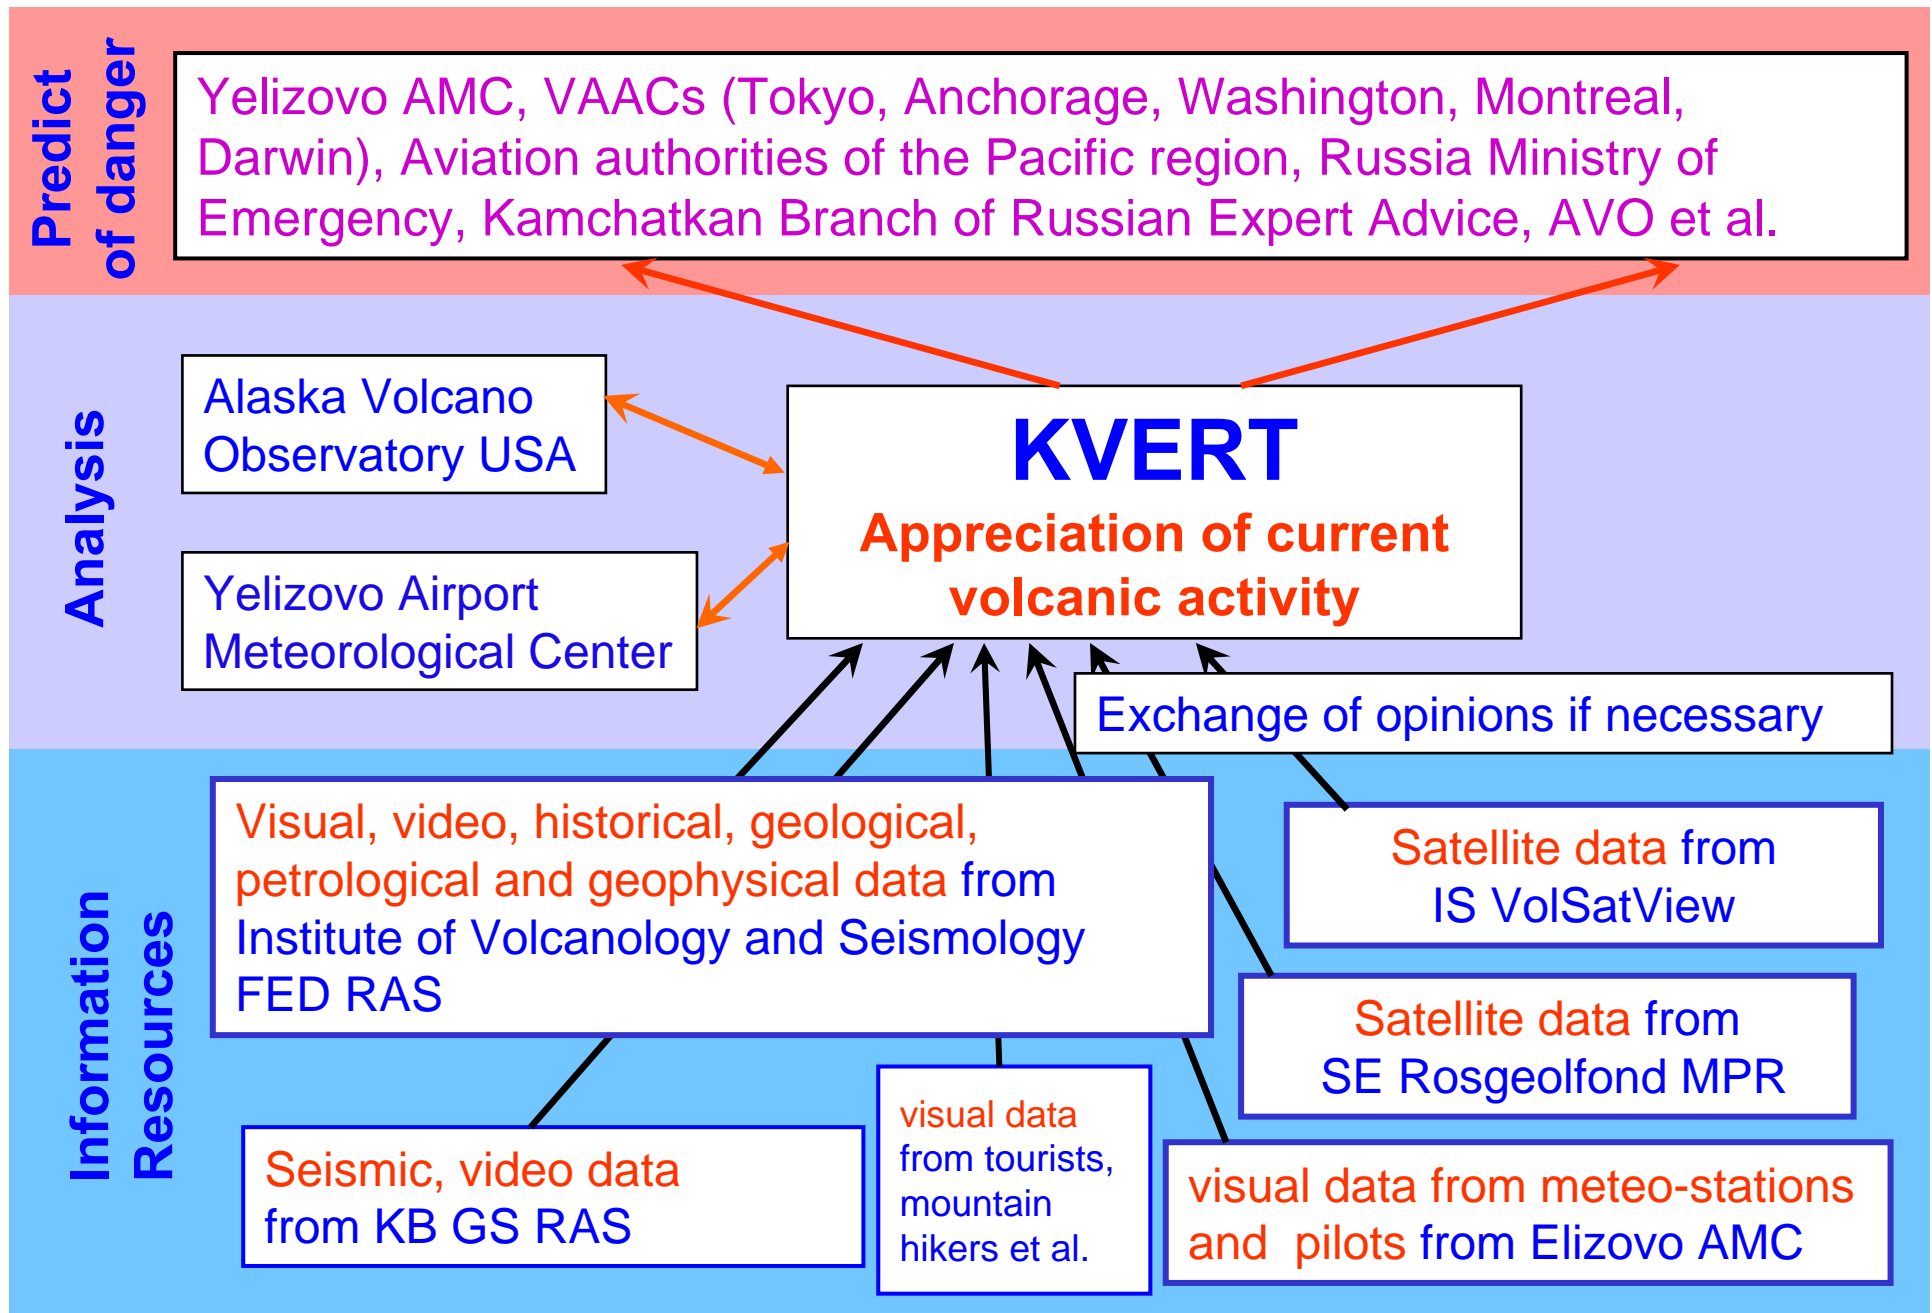 Predict
of danger
Yelizovo AMC, VAACs (Tokyo, Anchorage, Washington, Montreal,
Darwin), Aviation authorities of the Pacific region, Russia Ministry of
Emergency, Kamchatkan Branch of Russian Expert Advice, AVO et al.
Analysis
Alaska Volcano
Observatory USA
KVERT
Appreciation of current
volcanic activity
Yelizovo Airport
Meteorological Center
Exchange of opinions if necessary
Information
Resources
Visual, video, historical, geological,
petrological and geophysical data from
Institute of Volcanology and Seismology
FED RAS
Satellite data from
IS VolSatView
Satellite data from
SE Rosgeolfond MPR
Seismic, video data
from KB GS RAS
visual data
from tourists,
mountain
hikers et al.
visual data from meteo-stations
and  pilots from Elizovo AMC